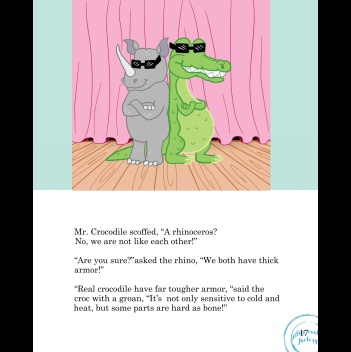 Mr. Crocodile scoffed, “A rhinoceros?
No, we are not like each other!”
“Are you sure?”asked the rhino, “We both have thick
armor!”
“Real crocodile have far tougher armor, “said the
croc with a groan, “It’s not only sensitive to cold and
heat, but some parts are hard as bone!”
17